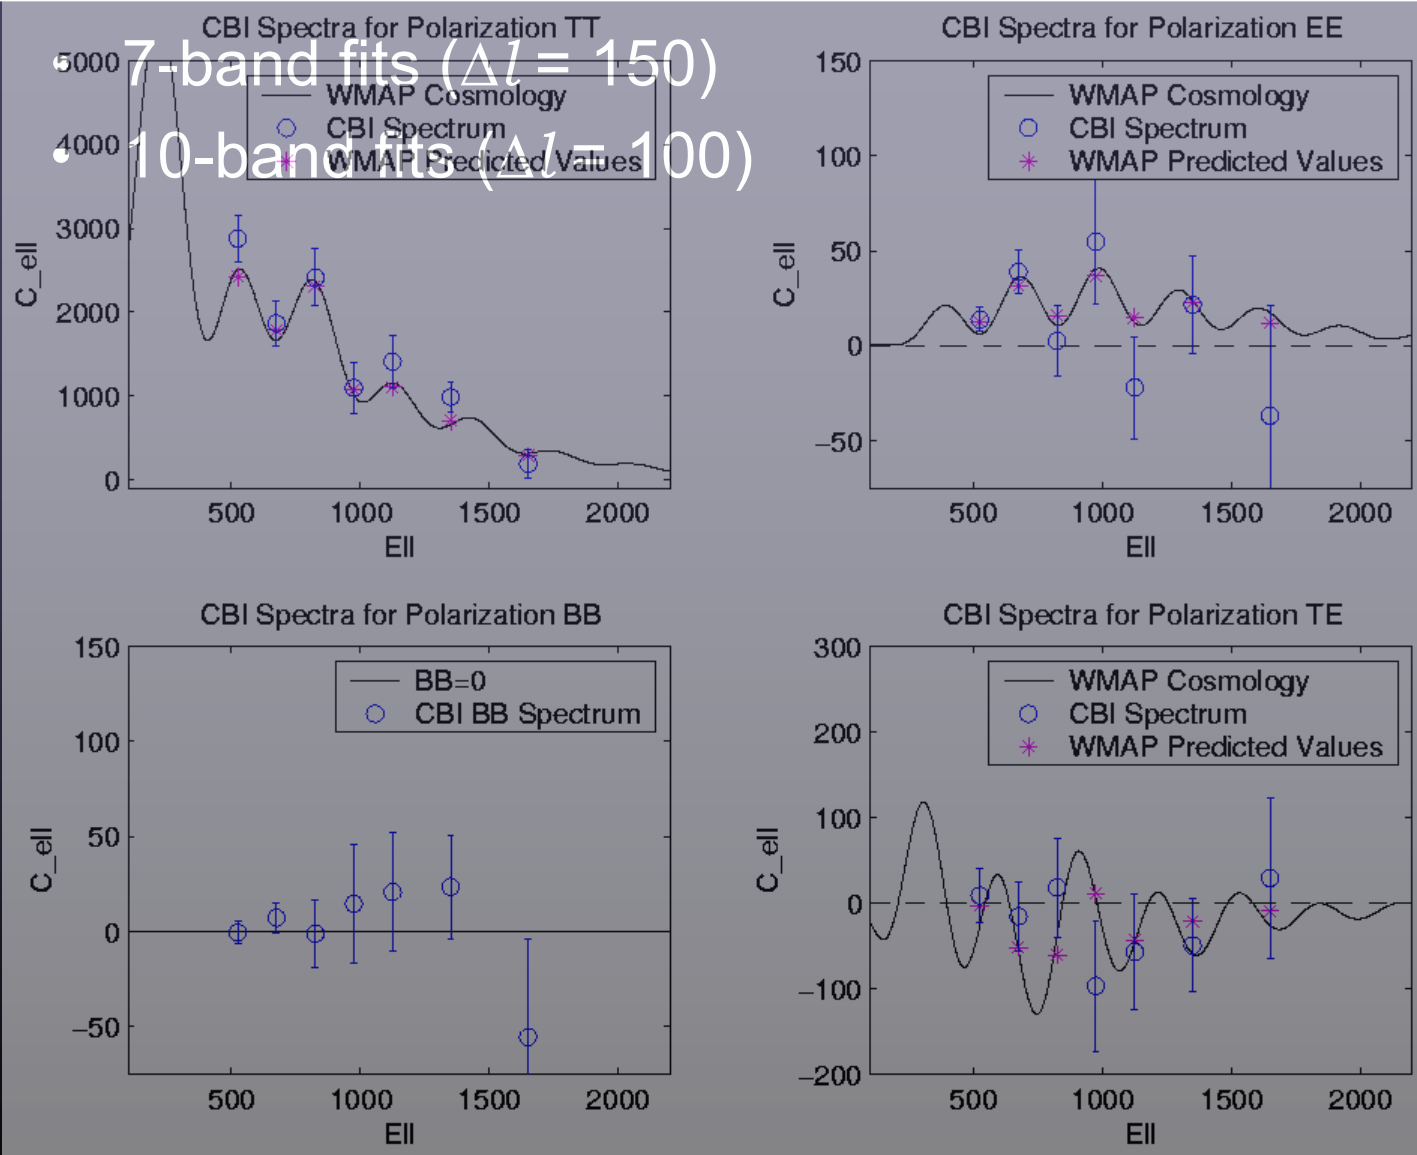 • 7-band fits (Δl = 150)
• 10-band fits (Δl = 100)
CBI Spectra for Polarization TT
WMAP Cosmology
CBI Spectrum
WMAP Predicted Values
5000
4000
3000
2000
1000
0
C_ell
500 1000 1500 2000
Ell
CBI Spectra for Polarization EE
WMAP Cosmology
CBI Spectrum
WMAP Predicted Values
150
100
50
0
−50
C_ell
500 1000 1500 2000
Ell
CBI Spectra for Polarization BB
BB=0
CBI BB Spectrum
150
100
50
0
−50
C_ell
500 1000 1500 2000
Ell
CBI Spectra for Polarization TE
WMAP Cosmology
CBI Spectrum
WMAP Predicted Values
300
200
100
0
−100
−200
C_ell
500 1000 1500 2000
Ell